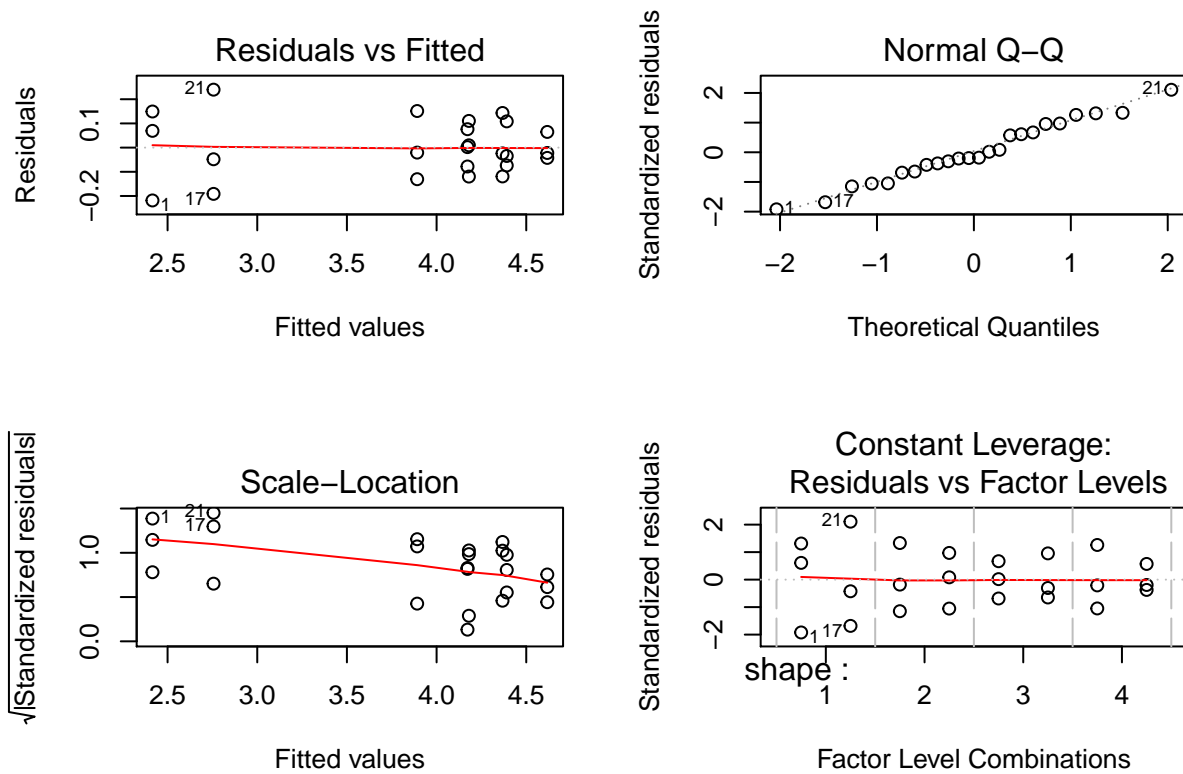 Residuals vs Fitted
Residuals
0.1
−0.2
21
17
1
2.5 3.0 3.5 4.0 4.5
Fitted values
Normal Q−Q
Standardized residuals
2
0
−2
21
17
1
−2 −1 0 1 2
Theoretical Quantiles
Scale−Location
√|Standardized residuals|
1.0
0.0
1
21
17
2.5 3.0 3.5 4.0 4.5
Fitted values
Constant Leverage:
Residuals vs Factor Levels
Standardized residuals
2
0
−2
21
1 17
shape :
1 2 3 4
Factor Level Combinations